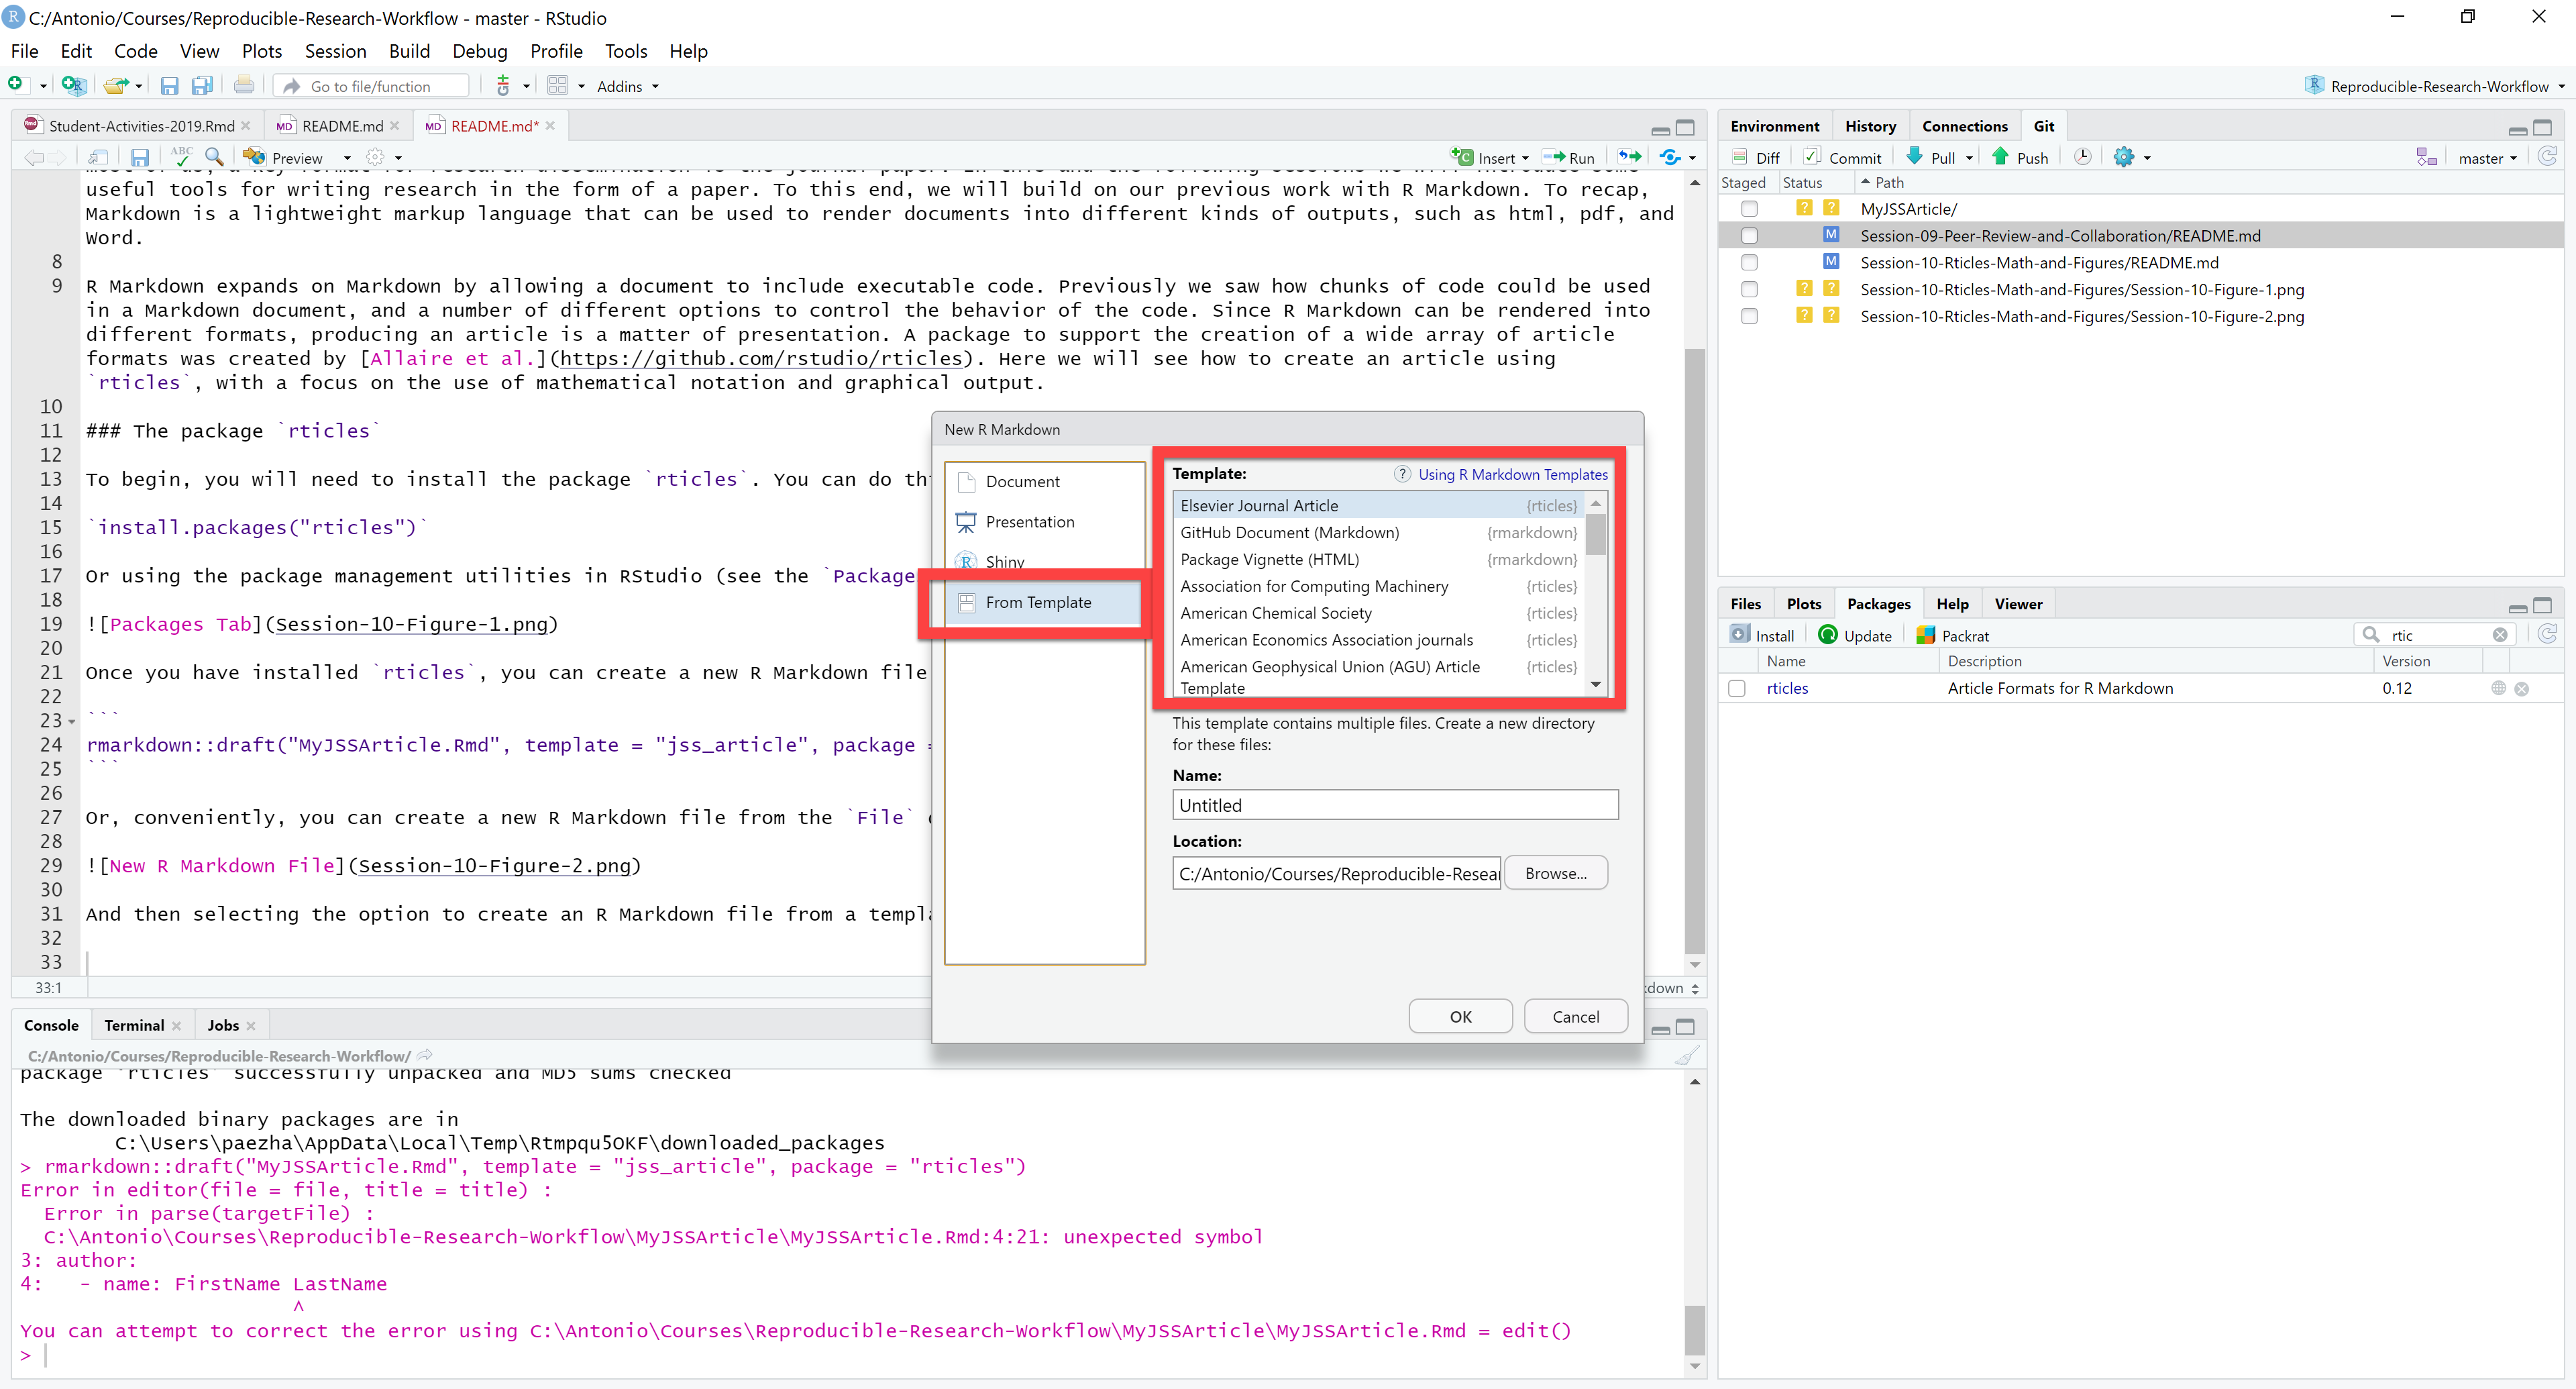 C:/Antonio/Courses/Reproducible-Research-Workflow - master - RStudio
File Edit Code View Plots Session Build Debug Profile Tools Help
Go to file/function
Addins
Reproducible-Research-Workflow
Student-Activities-2019.Rmd
README.md
README.md*
Preview
Insert
Run
useful tools for writing research in the form of a paper. To this end, we will build on our previous work with R Markdown. To recap,
Markdown is a lightweight markup language that can be used to render documents into different kinds of outputs, such as html, pdf, and
Word.
8
9 R Markdown expands on Markdown by allowing a document to include executable code. Previously we saw how chunks of code could be used
in a Markdown document, and a number of different options to control the behavior of the code. Since R Markdown can be rendered into
different formats, producing an article is a matter of presentation. A package to support the creation of a wide array of article
formats was created by [Allaire et al.](https://github.com/rstudio/rticles). Here we will see how to create an article using
`rticles`, with a focus on the use of mathematical notation and graphical output.
10
11 ### The package `rticles`
12
13 To begin, you will need to install the package `rticles`. You can do
14
15 `install.packages("rticles")`
16
17 Or using the package management utilities in RStudio (see the `Package
18
19 ![Packages Tab](Session-10-Figure-1.png)
20
21 Once you have installed `rticles`, you can create a new R Markdown file
22
23 ```
24 rmarkdown::draft("MyJSSArticle.Rmd", template = "jss_article", package =
25 ```
26
27 Or, conveniently, you can create a new R Markdown file from the `File`
28
29 ![New R Markdown File](Session-10-Figure-2.png)
30
31 And then selecting the option to create an R Markdown file from a templ
32
33
33:1
New R Markdown
Document
Presentation
Shiny
From Template
Template:
? Using R Markdown Templates
Elsevier Journal Article {rticles}
GitHub Document (Markdown) {rmarkdown}
Package Vignette (HTML) {rmarkdown}
Association for Computing Machinery {rticles}
American Chemical Society {rticles}
American Economics Association journals {rticles}
American Geophysical Union (AGU) Article {rticles}
Template
This template contains multiple files. Create a new directory
for these files:
Name:
Untitled
Location:
C:/Antonio/Courses/Reproducible-Resear
Browse...
OK
Cancel
Console Terminal Jobs
C:/Antonio/Courses/Reproducible-Research-Workflow/
package 'rticles' successfully unpacked and MD5 sums checked
The downloaded binary packages are in
C:\Users\paezha\AppData\Local\Temp\Rtmpqu5OKF\downloaded_packages
> rmarkdown::draft("MyJSSArticle.Rmd", template = "jss_article", package = "rticles")
Error in editor(file = file, title = title) :
Error in parse(targetFile) :
C:\Antonio\Courses\Reproducible-Research-Workflow\MyJSSArticle\MyJSSArticle.Rmd:4:21: unexpected symbol
3: author:
4: - name: FirstName LastName
^
You can attempt to correct the error using C:\Antonio\Courses\Reproducible-Research-Workflow\MyJSSArticle\MyJSSArticle.Rmd = edit()
>
Environment History Connections Git
Diff Commit Pull Push
master
Staged Status Path
? ? MyJSSArticle/
M Session-09-Peer-Review-and-Collaboration/README.md
M Session-10-Rticles-Math-and-Figures/README.md
? ? Session-10-Rticles-Math-and-Figures/Session-10-Figure-1.png
? ? Session-10-Rticles-Math-and-Figures/Session-10-Figure-2.png
Files Plots Packages Help Viewer
Install Update Packrat
rtic
Name Description Version
rticles Article Formats for R Markdown 0.12